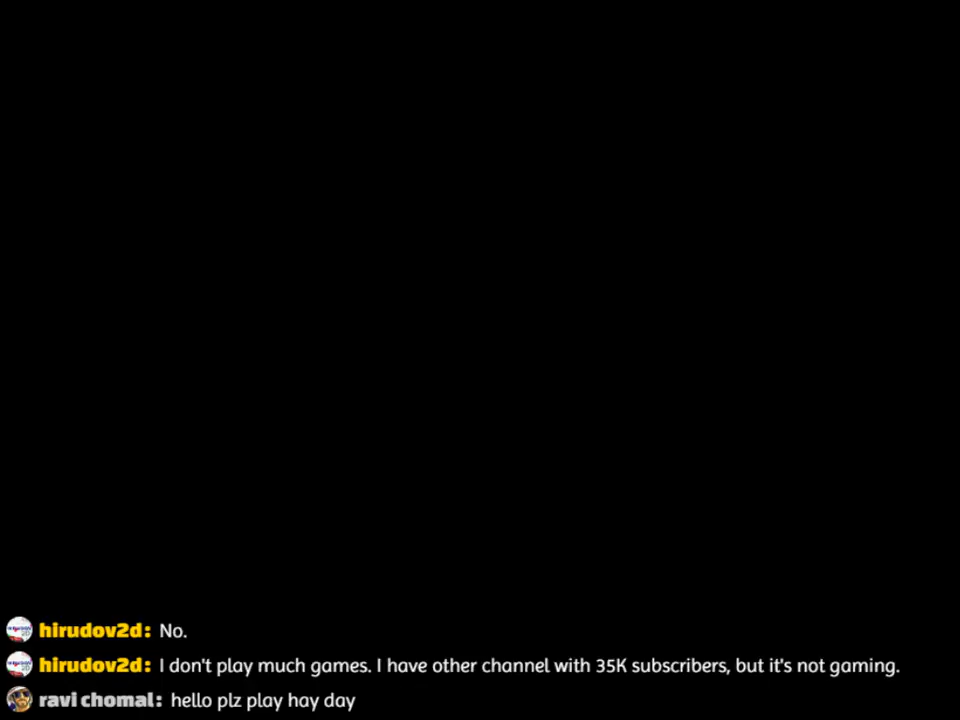 hirudov2d: No.
hirudov2d: I don't play much games. I have other channel with 35K subscribers, but it's not gaming.
ravi chomal: hello plz play hay day